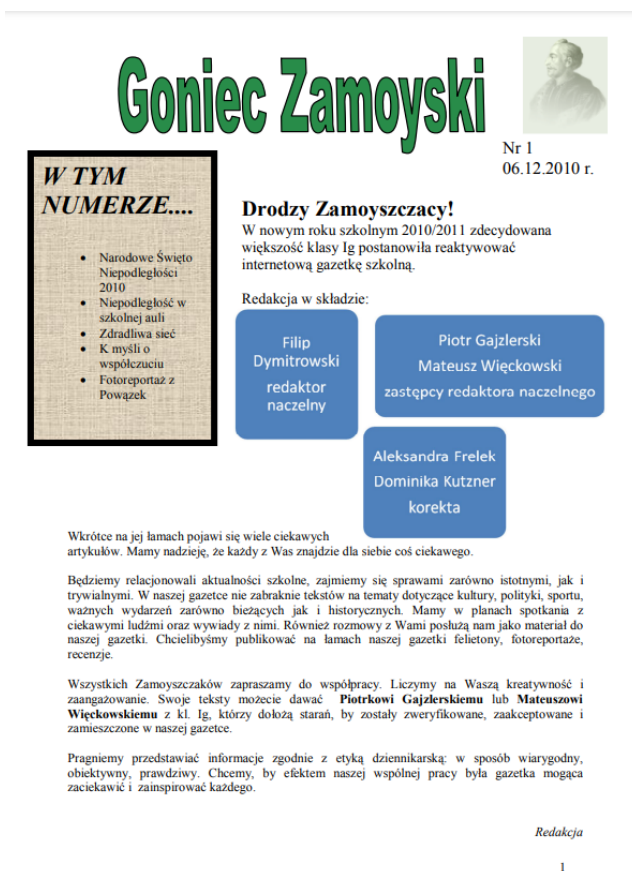 Goniec Zamoyski
Nr 1
06.12.2010 r.
W TYM
NUMERZE....
• Narodowe Święto
Niepodległości
2010
• Niepodległość w
szkolnej auli
• Zdradliwa sieć
• K myśli o
współczuciu
• Fotoreportaż z
Powązek
Drodzy Zamoyszczacy!
W nowym roku szkolnym 2010/2011 zdecydowana
większość klasy Ig postanowiła reaktywować
internetową gazetkę szkolną.
Redakcja w składzie:
Filip
Dymitrowski
redaktor
naczelny
Piotr Gajzlerski
Mateusz Więckowski
zastępcy redaktora naczelnego
Aleksandra Frelek
Dominika Kutzner
korekta
Wkrótce na jej łamach pojawi się wiele ciekawych
artykułów. Mamy nadzieję, że każdy z Was znajdzie dla siebie coś ciekawego.
Będziemy relacjonowali aktualności szkolne, zajmiemy się sprawami zarówno istotnymi, jak i
trywialnymi. W naszej gazetce nie zabraknie tekstów na tematy dotyczące kultury, polityki, sportu,
ważnych wydarzeń zarówno bieżących jak i historycznych. Mamy w planach spotkania z
ciekawymi ludźmi oraz wywiady z nimi. Również rozmowy z Wami posłużą nam jako materiał do
naszej gazetki. Chcielibyśmy publikować na łamach naszej gazetki felietony, fotoreportaże,
recenzje.
Wszystkich Zamoyszczaków zapraszamy do współpracy. Liczymy na Waszą kreatywność i
zaangażowanie. Swoje teksty możecie dawać Piotrkowi Gajzlerskiemu lub Mateuszowi
Więckowskiemu z kl. Ig, którzy dołożą starań, by zostały zweryfikowane, zaakceptowane i
zamieszczone w naszej gazetce.
Pragniemy przedstawiać informacje zgodnie z etyką dziennikarską: w sposób wiarygodny,
obiektywny, prawdziwy. Chcemy, by efektem naszej wspólnej pracy była gazetka mogąca
zaciekawić i zainspirować każdego.
Redakcja
1